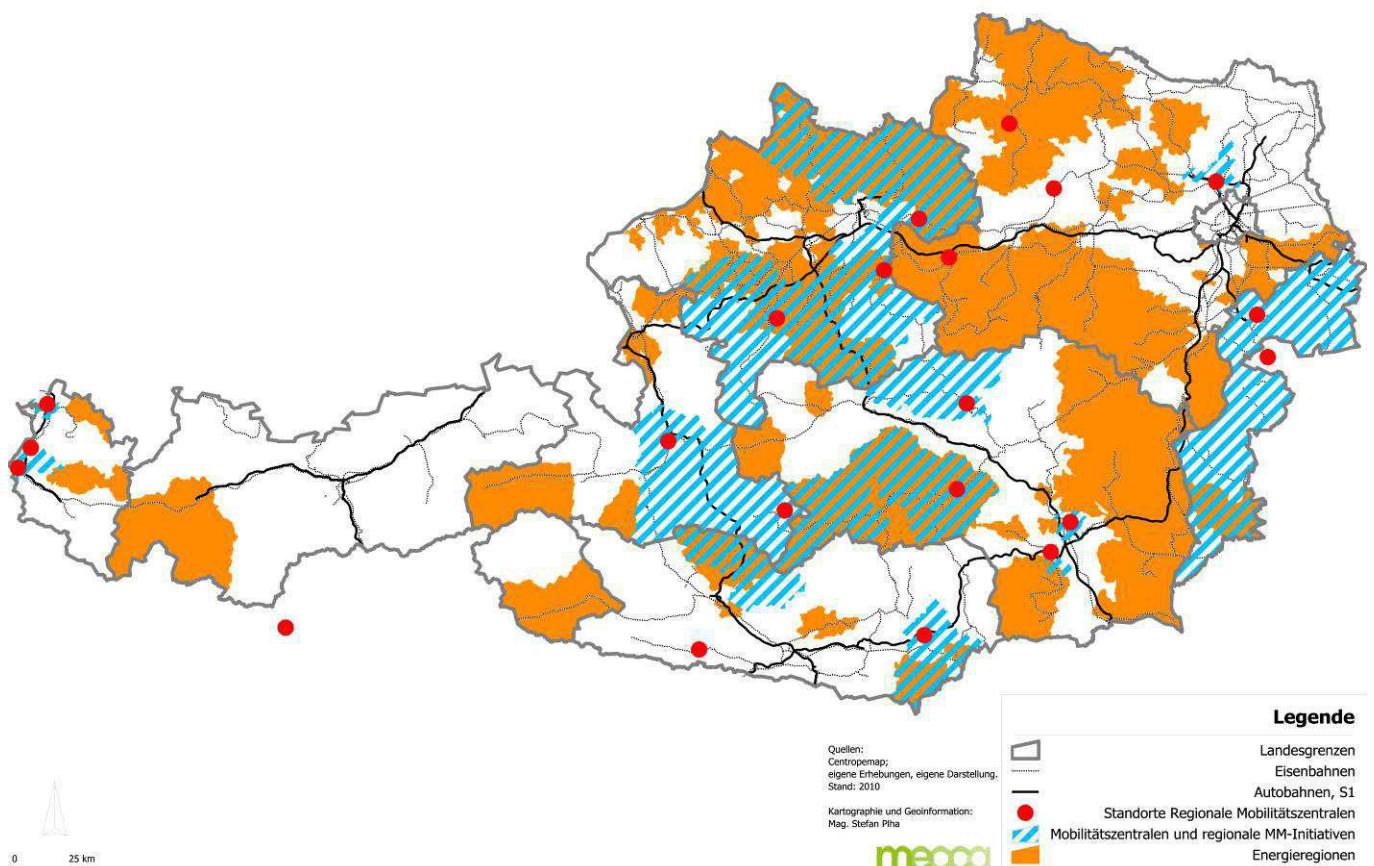 Quellen:
Centropemap;
eigene Erhebungen, eigene Darstellung.
Stand: 2010
Kartographie und Geoinformation:
Mag. Stefan Plha
mecca
0 25 km
Legende
Landesgrenzen
Eisenbahnen
Autobahnen, S1
Standorte Regionale Mobilitätszentralen
Mobilitätszentralen und regionale MM-Initiativen
Energieregionen